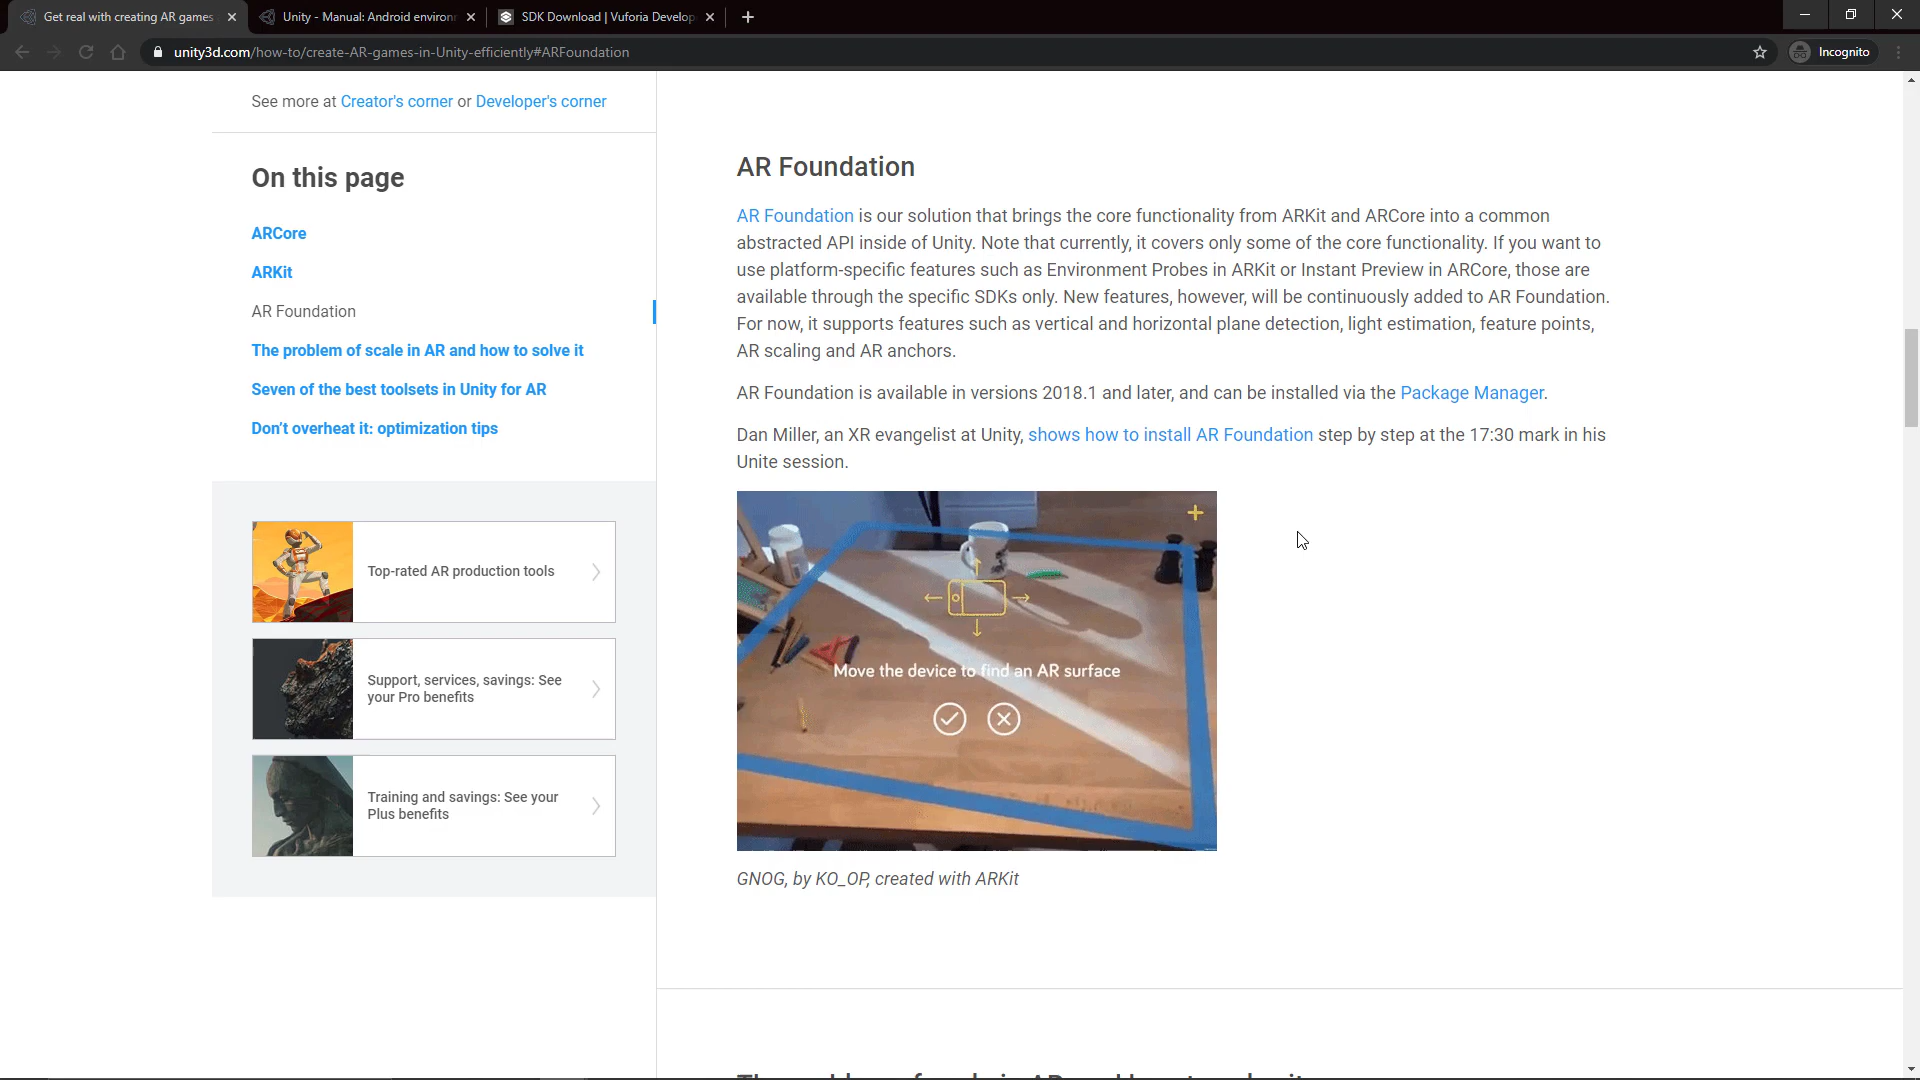 Get real with creating AR games
Unity - Manual: Android environ
SDK Download | Vuforia Develop
unity3d.com/how-to/create-AR-games-in-Unity-efficiently#ARFoundation
Incognito
See more at Creator's corner or Developer's corner
On this page
ARCore
ARKit
AR Foundation
The problem of scale in AR and how to solve it
Seven of the best toolsets in Unity for AR
Don’t overheat it: optimization tips
Top-rated AR production tools
Support, services, savings: See
your Pro benefits
Training and savings: See your
Plus benefits
AR Foundation
AR Foundation is our solution that brings the core functionality from ARKit and ARCore into a common
abstracted API inside of Unity. Note that currently, it covers only some of the core functionality. If you want to
use platform-specific features such as Environment Probes in ARKit or Instant Preview in ARCore, those are
available through the specific SDKs only. New features, however, will be continuously added to AR Foundation.
For now, it supports features such as vertical and horizontal plane detection, light estimation, feature points,
AR scaling and AR anchors.
AR Foundation is available in versions 2018.1 and later, and can be installed via the Package Manager.
Dan Miller, an XR evangelist at Unity, shows how to install AR Foundation step by step at the 17:30 mark in his
Unite session.
Move the device to find an AR surface
GNOG, by KO_OP, created with ARKit